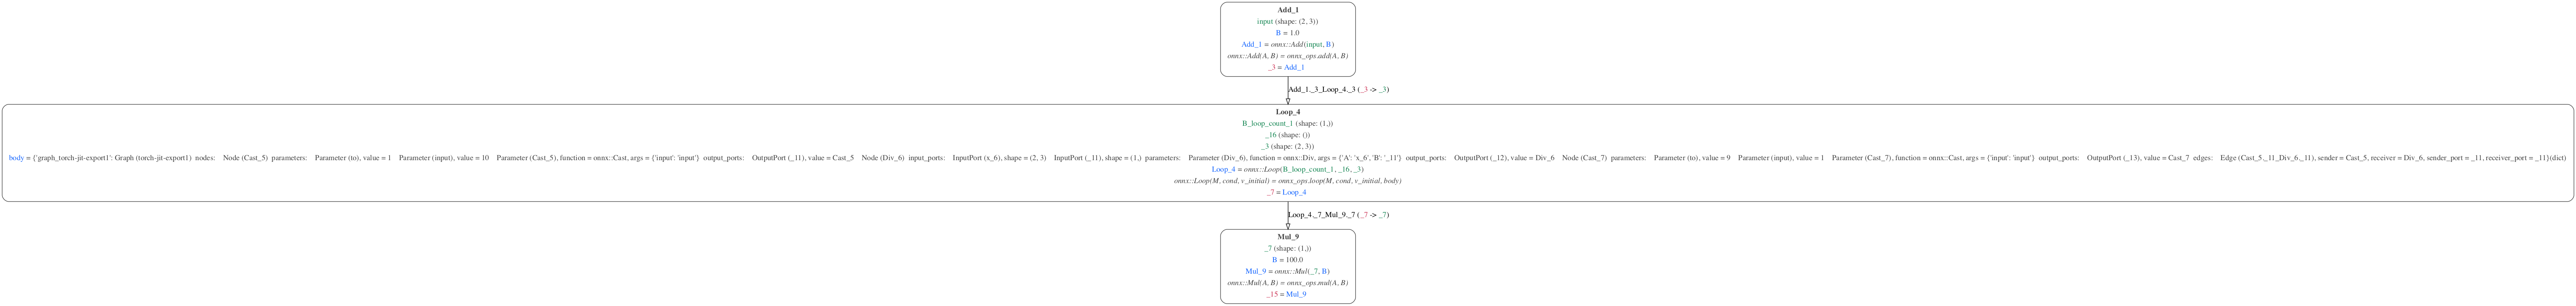 Add_1
input (shape: (2, 3))
B = 1.0
Add_1 = onnx::Add(input, B)
onnx::Add(A, B) = onnx_ops.add(A, B)
_3 = Add_1
Add_1._3_Loop_4._3 (_3 -> _3)
Loop_4
B_loop_count_1 (shape: (1,))
_16 (shape: ())
_3 (shape: (2, 3))
body = {'graph_torch-jit-export1': Graph (torch-jit-export1)  nodes:    Node (Cast_5)  parameters:    Parameter (to), value = 1    Parameter (input), value = 10    Parameter (Cast_5), function = onnx::Cast, args = {'input': 'input'}  output_ports:    OutputPort (_11), value = Cast_5    Node (Div_6)  input_ports:    InputPort (x_6), shape = (2, 3)    InputPort (_11), shape = (1,)  parameters:    Parameter (Div_6), function = onnx::Div, args = {'A': 'x_6', 'B': '_11'}  output_ports:    OutputPort (_12), value = Div_6    Node (Cast_7)  parameters:    Parameter (to), value = 9    Parameter (input), value = 1    Parameter (Cast_7), function = onnx::Cast, args = {'input': 'input'}  output_ports:    OutputPort (_13), value = Cast_7  edges:    Edge (Cast_5._11_Div_6._11), sender = Cast_5, receiver = Div_6, sender_port = _11, receiver_port = _11}(dict)
Loop_4 = onnx::Loop(B_loop_count_1, _16, _3)
onnx::Loop(M, cond, v_initial) = onnx_ops.loop(M, cond, v_initial, body)
_7 = Loop_4
Loop_4._7_Mul_9._7 (_7 -> _7)
Mul_9
_7 (shape: (1,))
B = 100.0
Mul_9 = onnx::Mul(_7, B)
onnx::Mul(A, B) = onnx_ops.mul(A, B)
_15 = Mul_9